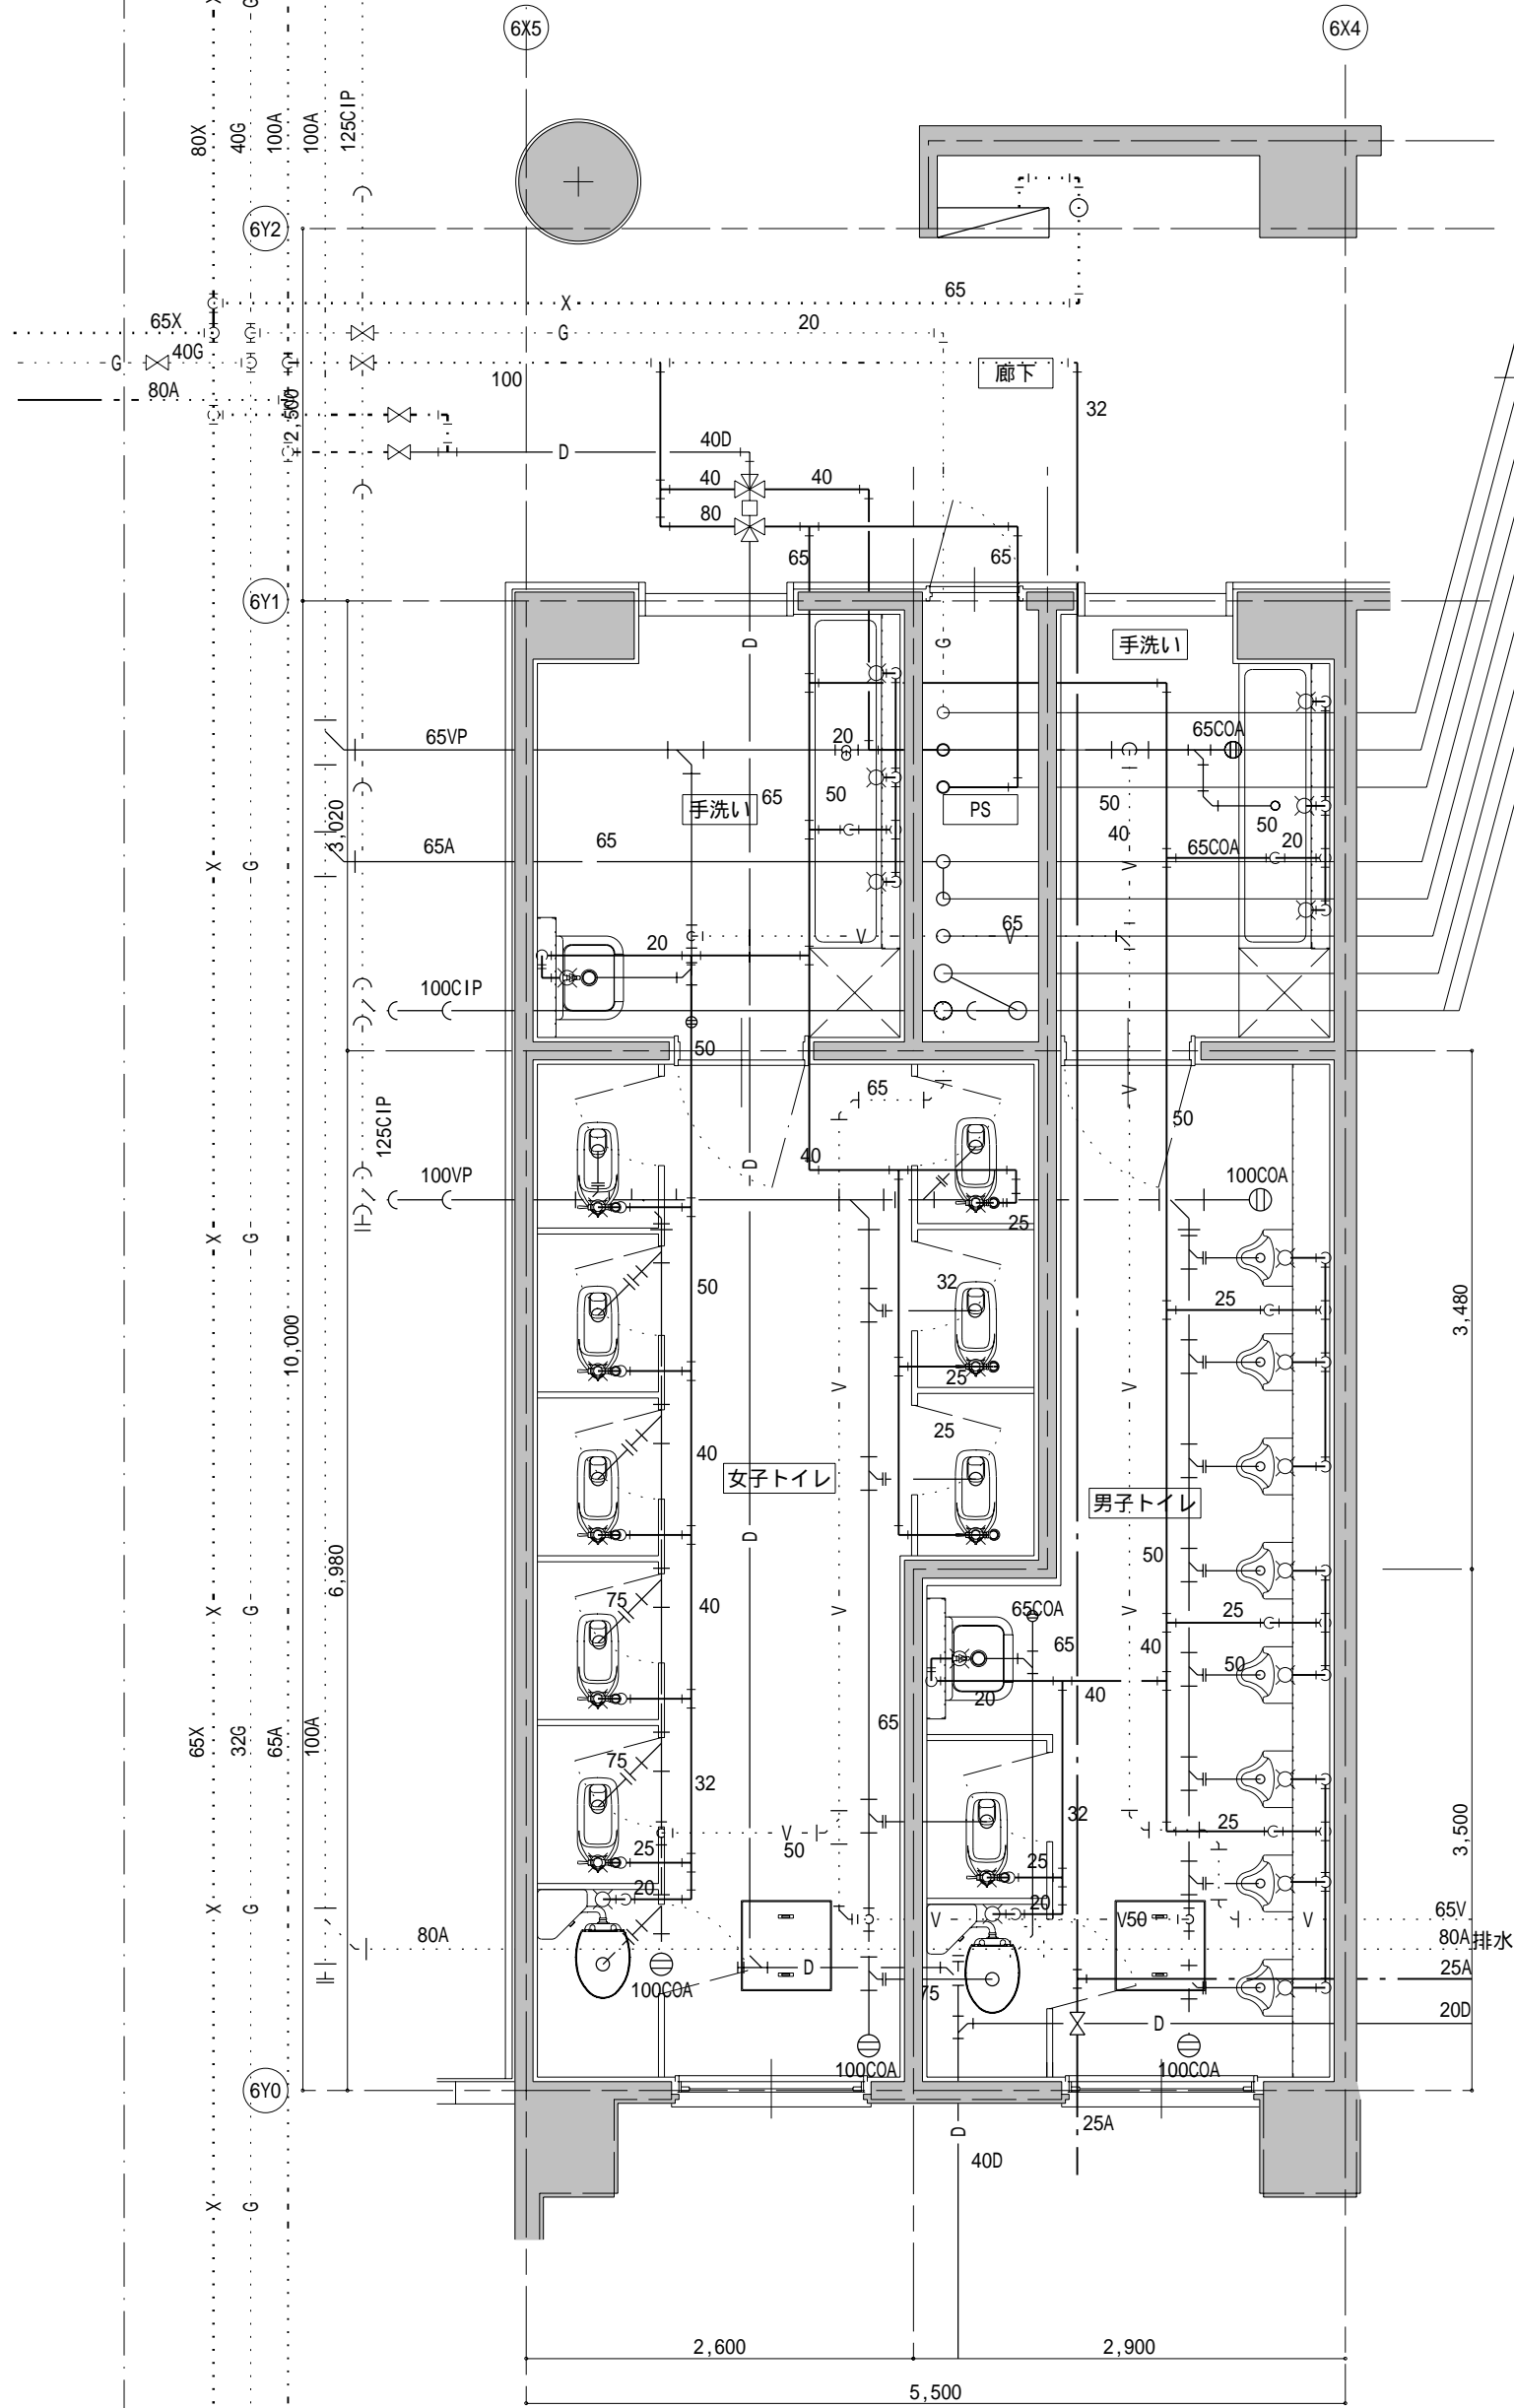 6X5
6X4
X
G
80X
40G
100A
100A
125CIP
6Y2
65
X
65X
20
G
G
40G
廊下
80A
100
2,500
32
40D
D
40
40
80
65
65
6Y1
手洗い
D
G
65VP
20
65COA
手洗い
65
50
PS
50
50
3,020
65A
65
40
65COA
20
X
G
V
65
V
V
20
100CIP
50
65
V
125CIP
50
40
D
100VP
100COA
25
X
G
50
32
25
3,480
10,000
25
V
V
40
25
女子トイレ
男子トイレ
D
50
6,980
75
40
65COA
25
X
G
V
V
65
40
50
20
40
65X
32G
65A
100A
65
75
32
32
25
3,500
V
50
25
25
20
20
X
G
V
V50
V
65V
80A
80A排水
D
25A
100COA
75
20D
D
100COA
100COA
6Y0
25A
D
40D
X
G
2,600
2,900
5,500